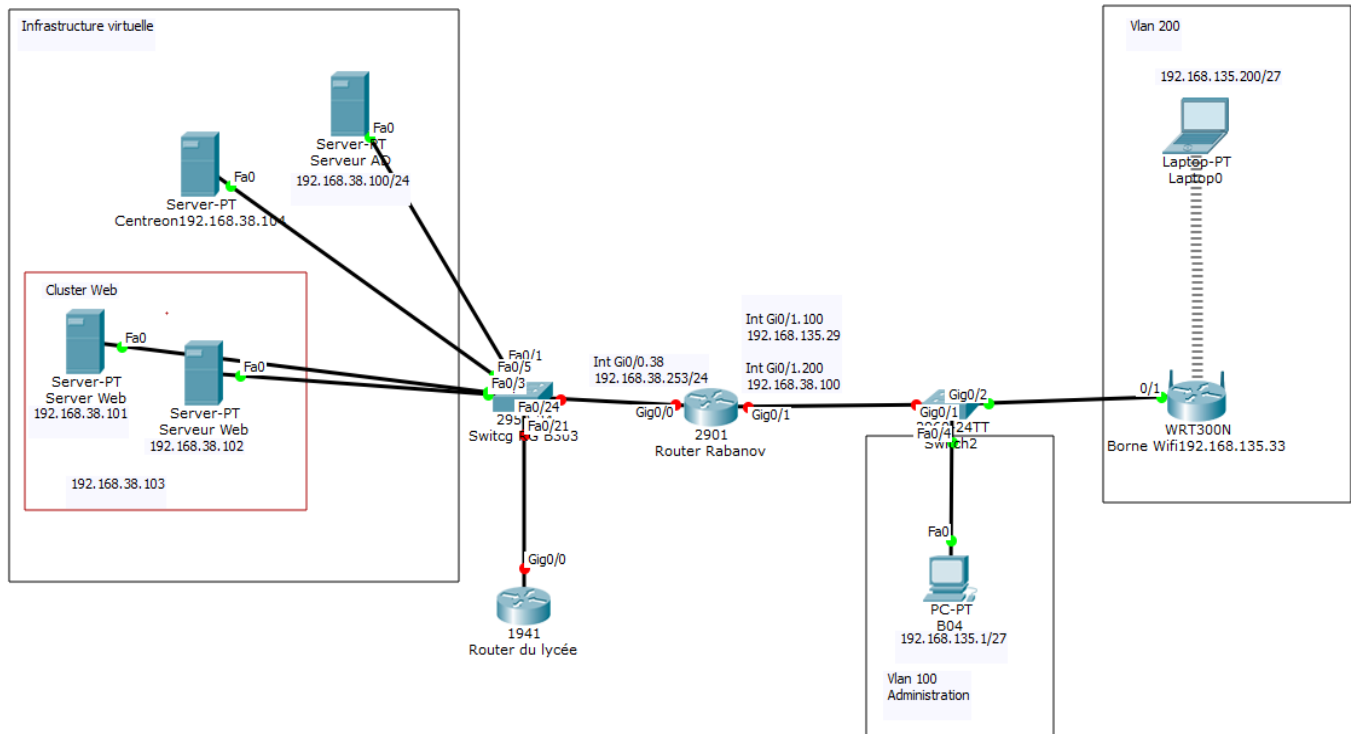 Infrastructure virtuelle
Fa0
Server-PT
Serveur AD
192.168.38.100/24
Fa0
Server-PT
Centreon192.168.38.104
Cluster Web
Fa0
Server-PT
Server Web
192.168.38.101
Fa0
Server-PT
Serveur Web
192.168.38.102
192.168.38.103
Fa0/1
Fa0/5
Fa0/3
Fa0/24
Fa0/21
Switcg B303
Gig0/0
1941
Router du lycée
Int Gi0/0.38
192.168.38.253/24
Gig0/0
2901
Router Rabanov
Gig0/1
Int Gi0/1.100
192.168.135.29
Int Gi0/1.200
192.168.38.100
Gig0/2
Gig0/1
Fa0/4
24TT
Switch2
Fa0
PC-PT
B04
192.168.135.1/27
Vlan 100
Administration
Vlan 200
192.168.135.200/27
Laptop-PT
Laptop0
0/1
WRT300N
Borne Wifi192.168.135.33